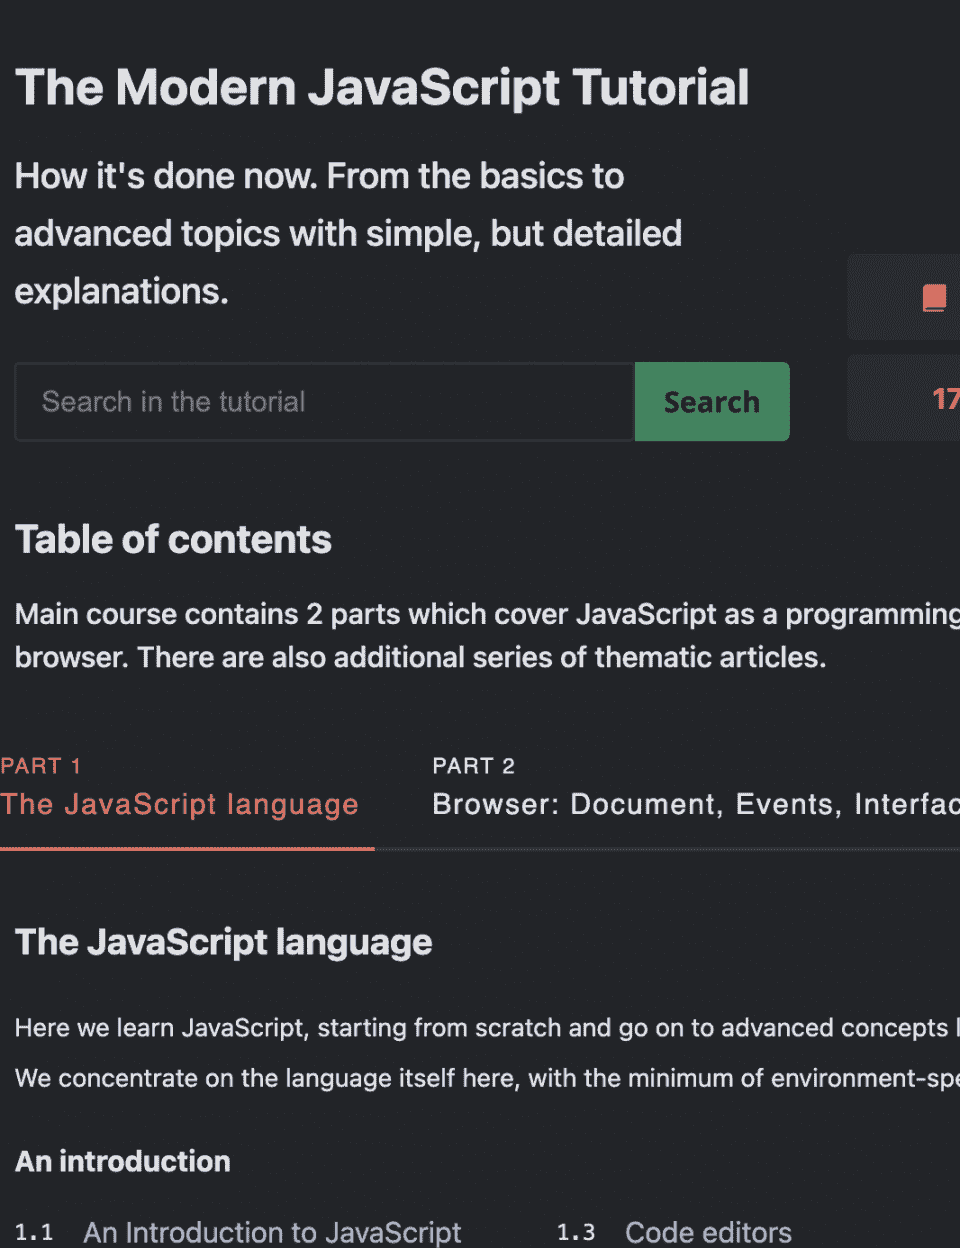 The Modern JavaScript Tutorial
How it's done now. From the basics to
advanced topics with simple, but detailed
explanations.
Search in the tutorial
Search
17
Table of contents
Main course contains 2 parts which cover JavaScript as a programming
browser. There are also additional series of thematic articles.
PART 1
The JavaScript language
PART 2
Browser: Document, Events,
The JavaScript language
Here we learn JavaScript, starting from scratch and go on to advanced concepts
We concentrate on the language itself here, with the minimum of
An introduction
1.1 An Introduction to JavaScript
1.3 Code editors